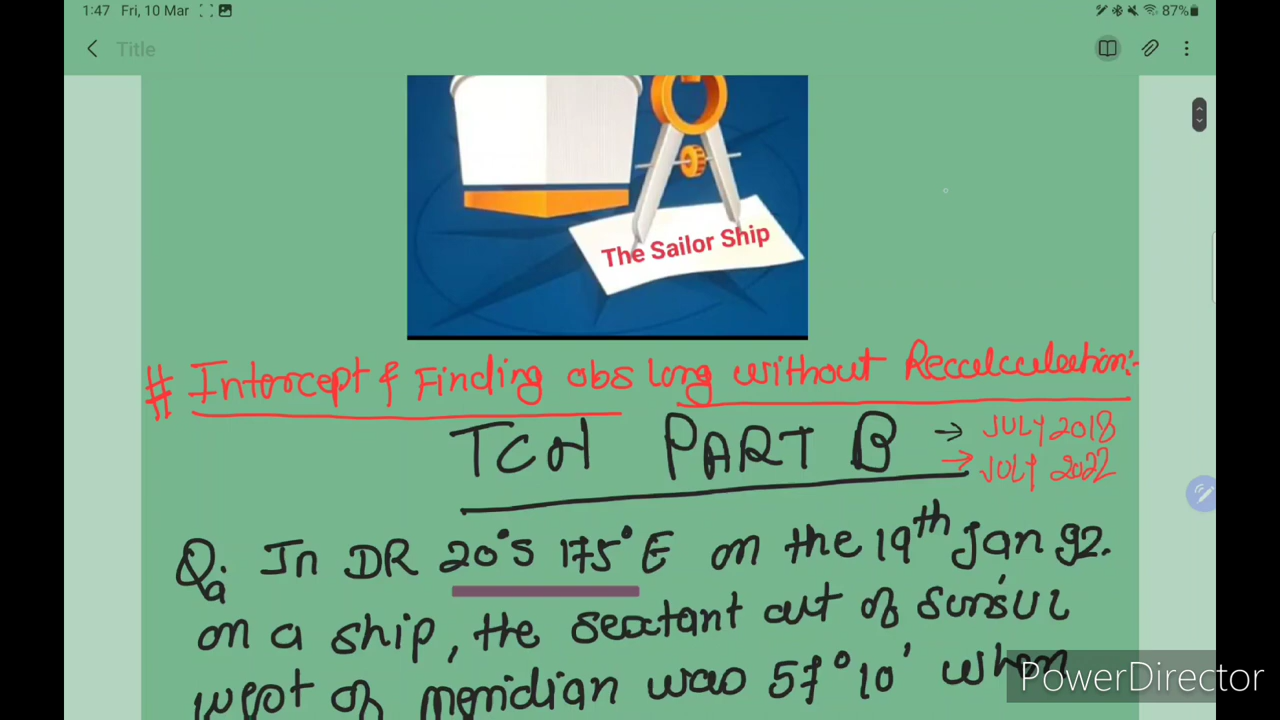 1:47 Fri, 10 Mar
87%
Title
The Sailor Ship
# Intercept & Finding obs long without Recalculation:-
TCH PART B → JULY 2018
→ JULY 2022
Qa: In DR 20°S 175°E on the 19th Jan 92.
on a ship, the sextant alt of sun's UL
west of meridian was 57°10' when
PowerDirector